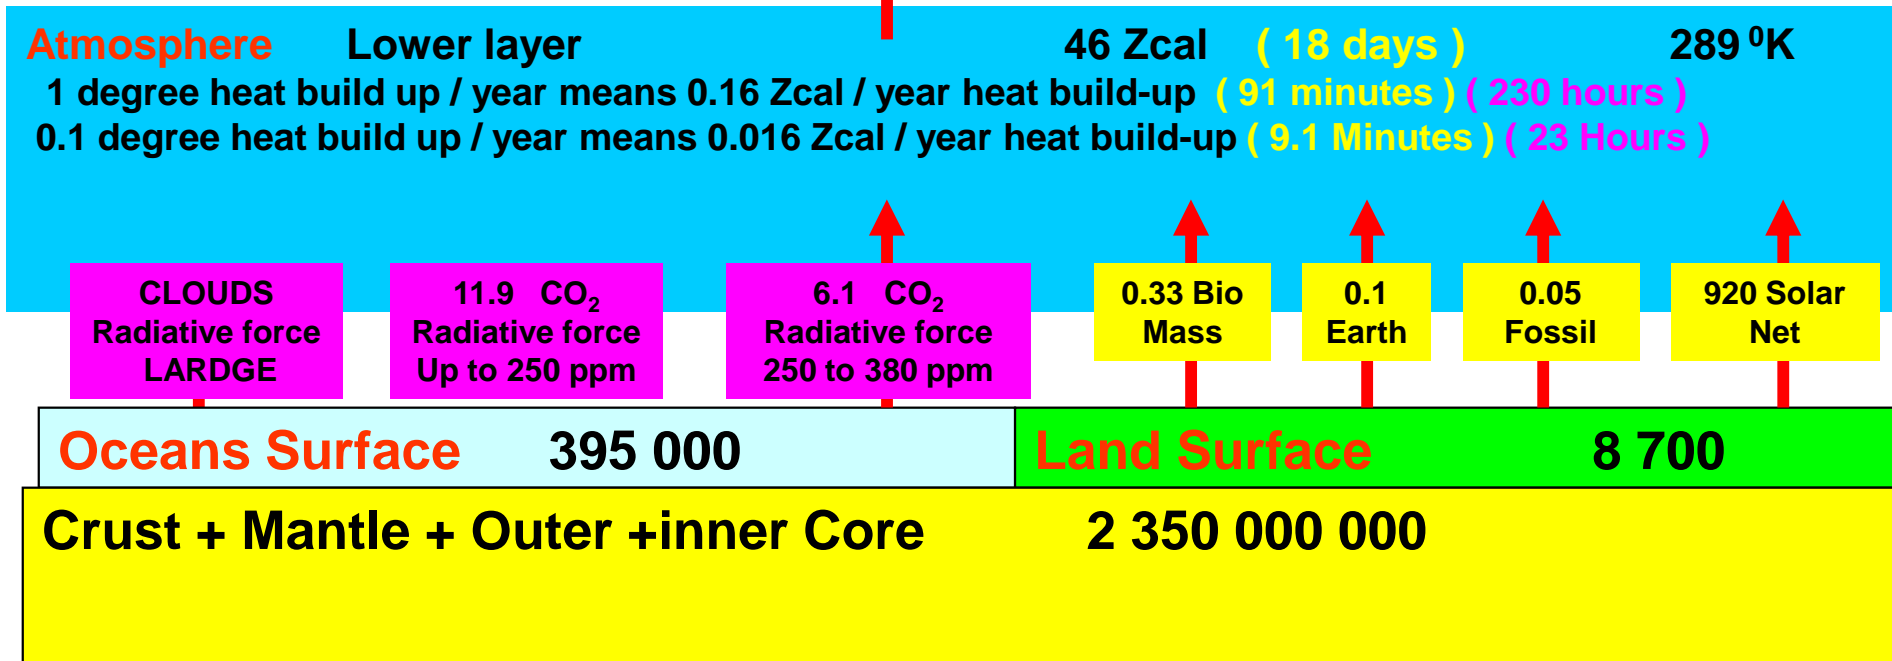 Atmosphere Lower layer 46 Zcal ( 18 days ) 289 ⁰K
1 degree heat build up / year means 0.16 Zcal / year heat build-up ( 91 minutes ) ( 230 hours )
0.1 degree heat build up / year means 0.016 Zcal / year heat build-up ( 9.1 Minutes ) ( 23 Hours )
CLOUDS
Radiative force
LARDGE
11.9 CO₂
Radiative force
Up to 250 ppm
6.1 CO₂
Radiative force
250 to 380 ppm
0.33 Bio
Mass
0.1
Earth
0.05
Fossil
920 Solar
Net
Oceans Surface 395 000
Land Surface 8 700
Crust + Mantle + Outer +inner Core 2 350 000 000